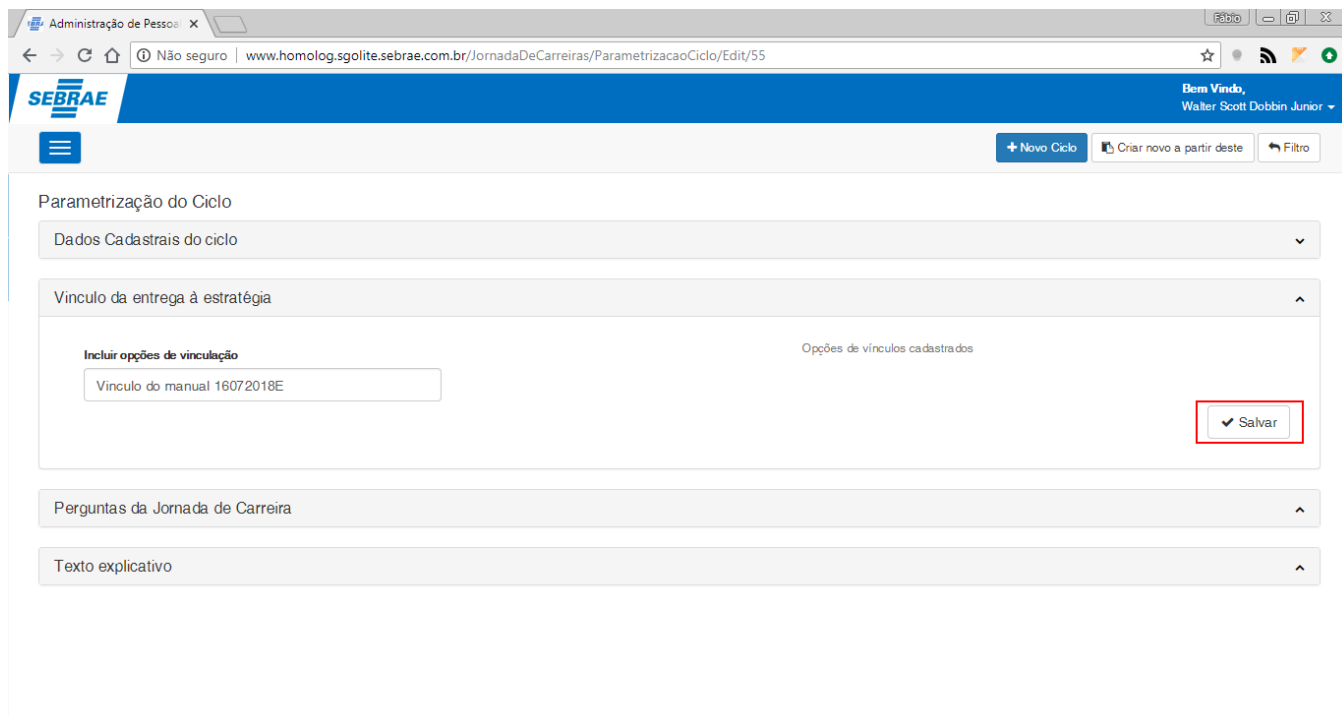 Administração de Pessoa
Fábio
Não seguro | www.homolog.sgolite.sebrae.com.br/JornadaDeCarreiras/ParametrizacaoCiclo/Edit/55
SEBRAE
Bem Vindo,
Walter Scott Dobbin Junior
Novo Ciclo
Criar novo a partir deste
Filtro
Parametrização do Ciclo
Dados Cadastrais do ciclo
Vinculo da entrega à estratégia
Incluir opções de vinculação
Opções de vínculos cadastrados
Vinculo do manual 16072018E
Salvar
Perguntas da Jornada de Carreira
Texto explicativo